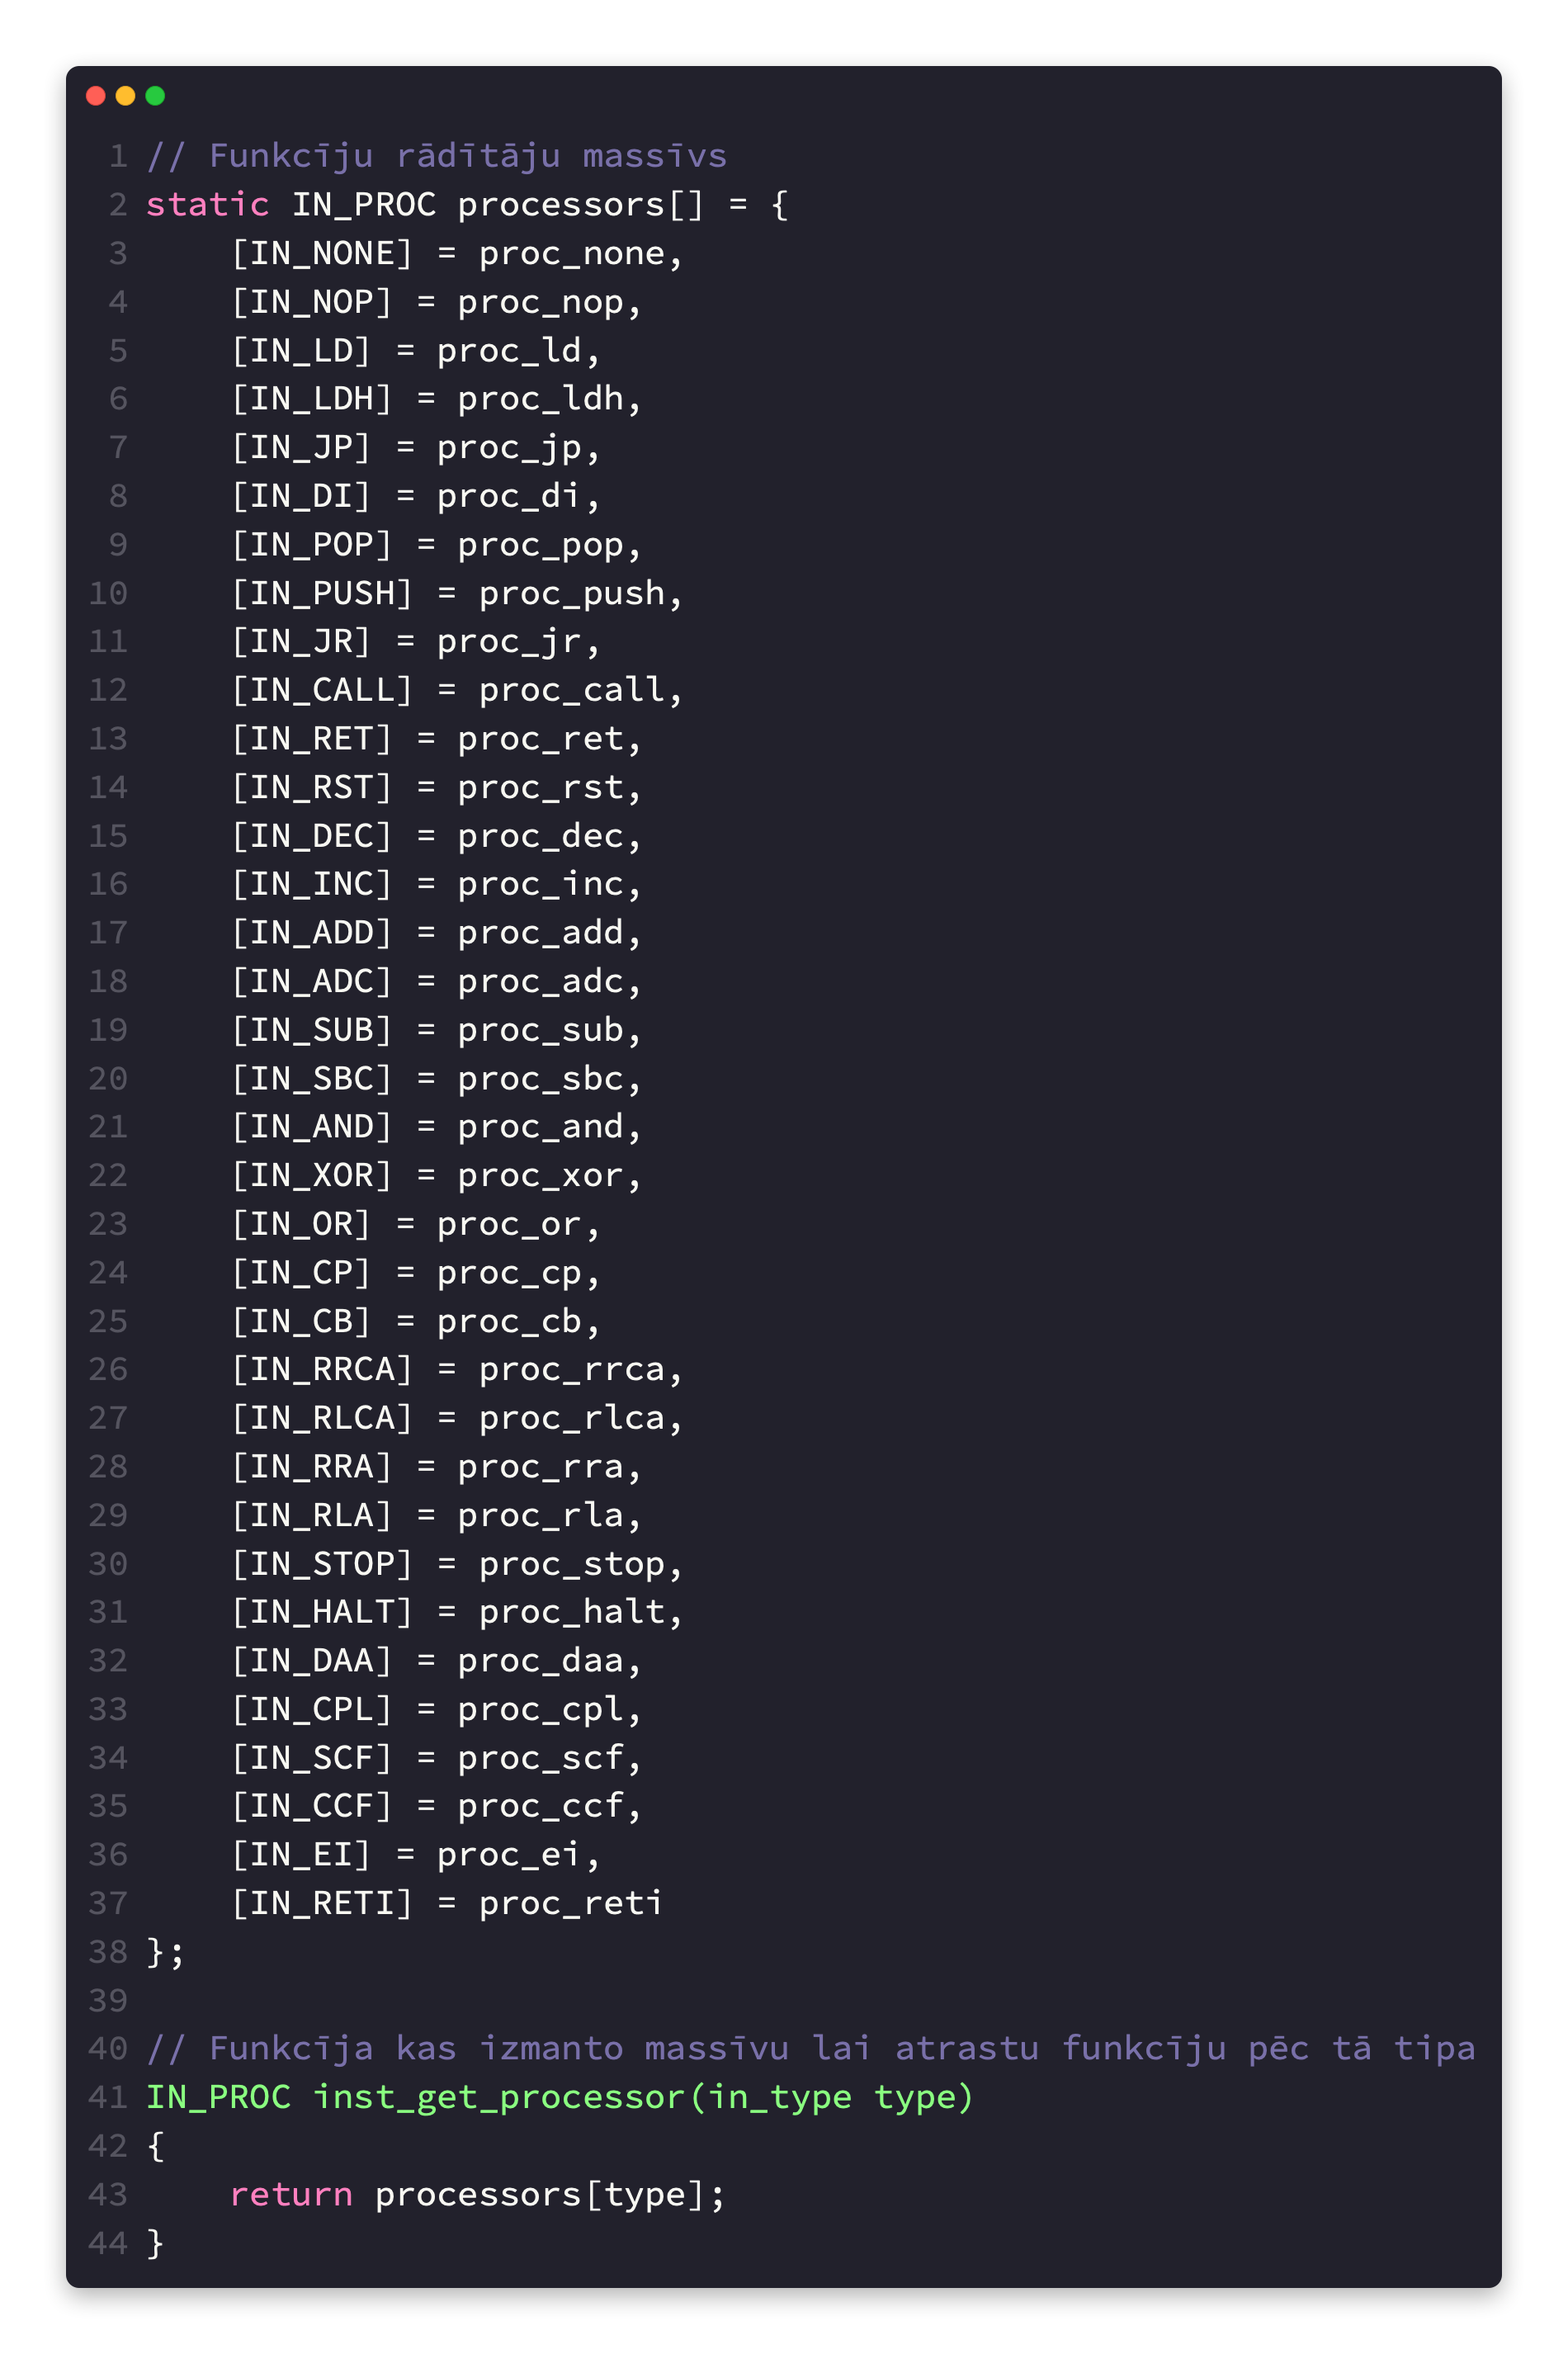 1 // Funkcīju rādītāju massīvs
2 static IN_PROC processors[] = {
3     [IN_NONE] = proc_none,
4     [IN_NOP] = proc_nop,
5     [IN_LD] = proc_ld,
6     [IN_LDH] = proc_ldh,
7     [IN_JP] = proc_jp,
8     [IN_DI] = proc_di,
9     [IN_POP] = proc_pop,
10     [IN_PUSH] = proc_push,
11     [IN_JR] = proc_jr,
12     [IN_CALL] = proc_call,
13     [IN_RET] = proc_ret,
14     [IN_RST] = proc_rst,
15     [IN_DEC] = proc_dec,
16     [IN_INC] = proc_inc,
17     [IN_ADD] = proc_add,
18     [IN_ADC] = proc_adc,
19     [IN_SUB] = proc_sub,
20     [IN_SBC] = proc_sbc,
21     [IN_AND] = proc_and,
22     [IN_XOR] = proc_xor,
23     [IN_OR] = proc_or,
24     [IN_CP] = proc_cp,
25     [IN_CB] = proc_cb,
26     [IN_RRCA] = proc_rrca,
27     [IN_RLCA] = proc_rlca,
28     [IN_RRA] = proc_rra,
29     [IN_RLA] = proc_rla,
30     [IN_STOP] = proc_stop,
31     [IN_HALT] = proc_halt,
32     [IN_DAA] = proc_daa,
33     [IN_CPL] = proc_cpl,
34     [IN_SCF] = proc_scf,
35     [IN_CCF] = proc_ccf,
36     [IN_EI] = proc_ei,
37     [IN_RETI] = proc_reti
38 };
39
40 // Funkcīja kas izmanto massīvu lai atrastu funkcīju pēc tā tipa
41 IN_PROC inst_get_processor(in_type type)
42 {
43     return processors[type];
44 }